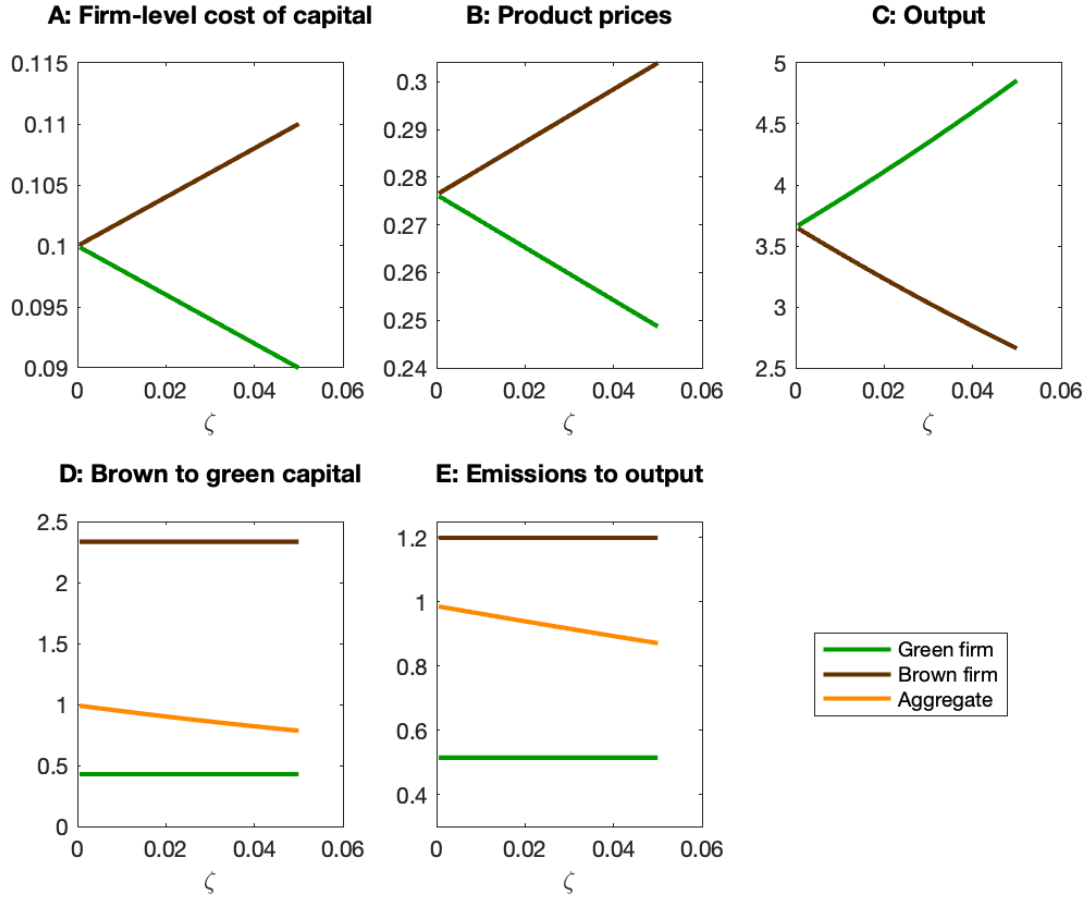 A: Firm-level cost of capital
0.115
0.11
0.105
0.1
0.095
0.09
0 0.02 0.04 0.06
ζ
B: Product prices
0.3
0.29
0.28
0.27
0.26
0.25
0.24
0 0.02 0.04 0.06
ζ
C: Output
5
4.5
4
3.5
3
2.5
0 0.02 0.04 0.06
ζ
D: Brown to green capital
2.5
2
1.5
1
0.5
0
0 0.02 0.04 0.06
ζ
E: Emissions to output
1.2
1
0.8
0.6
0.4
0 0.02 0.04 0.06
ζ
Green firm
Brown firm
Aggregate